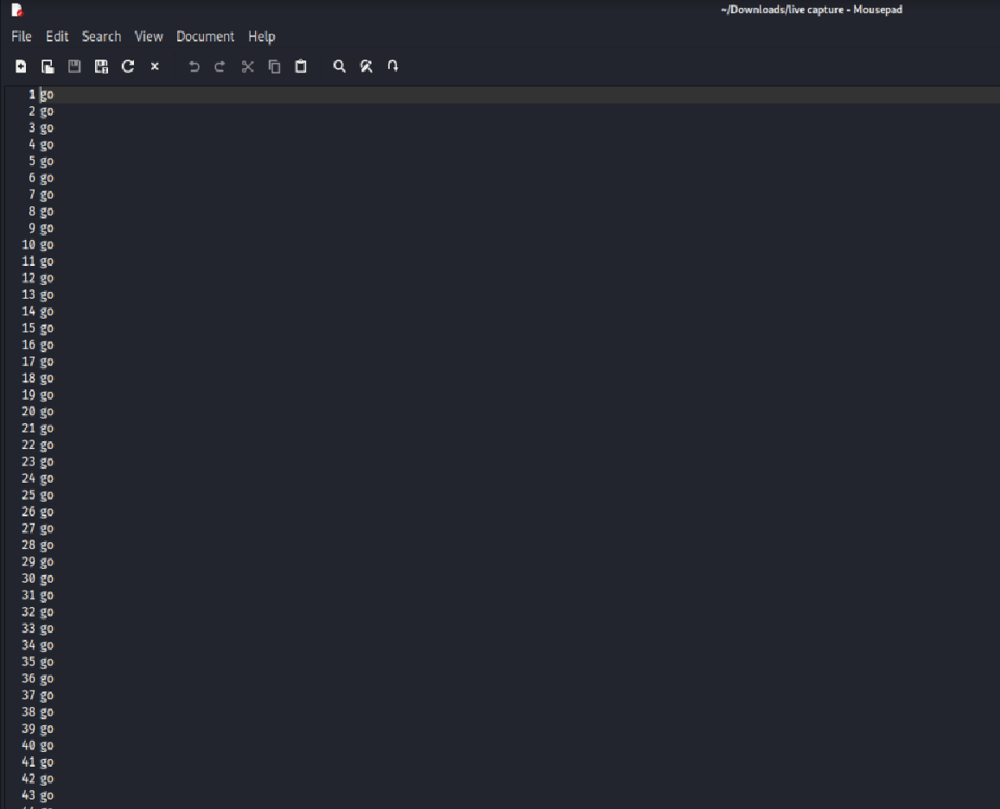 ~/Downloads/live capture - Mousepad
File Edit Search View Document Help
1 go
2 go
3 go
4 go
5 go
6 go
7 go
8 go
9 go
10 go
11 go
12 go
13 go
14 go
15 go
16 go
17 go
18 go
19 go
20 go
21 go
22 go
23 go
24 go
25 go
26 go
27 go
28 go
29 go
30 go
31 go
32 go
33 go
34 go
35 go
36 go
37 go
38 go
39 go
40 go
41 go
42 go
43 go